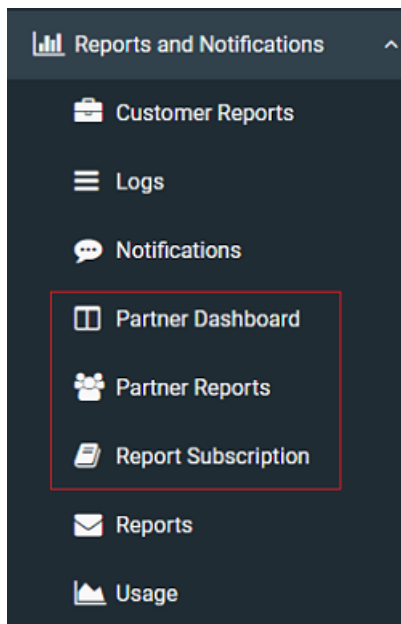 Reports and Notifications
Customer Reports
Logs
Notifications
Partner Dashboard
Partner Reports
Report Subscription
Reports
Usage